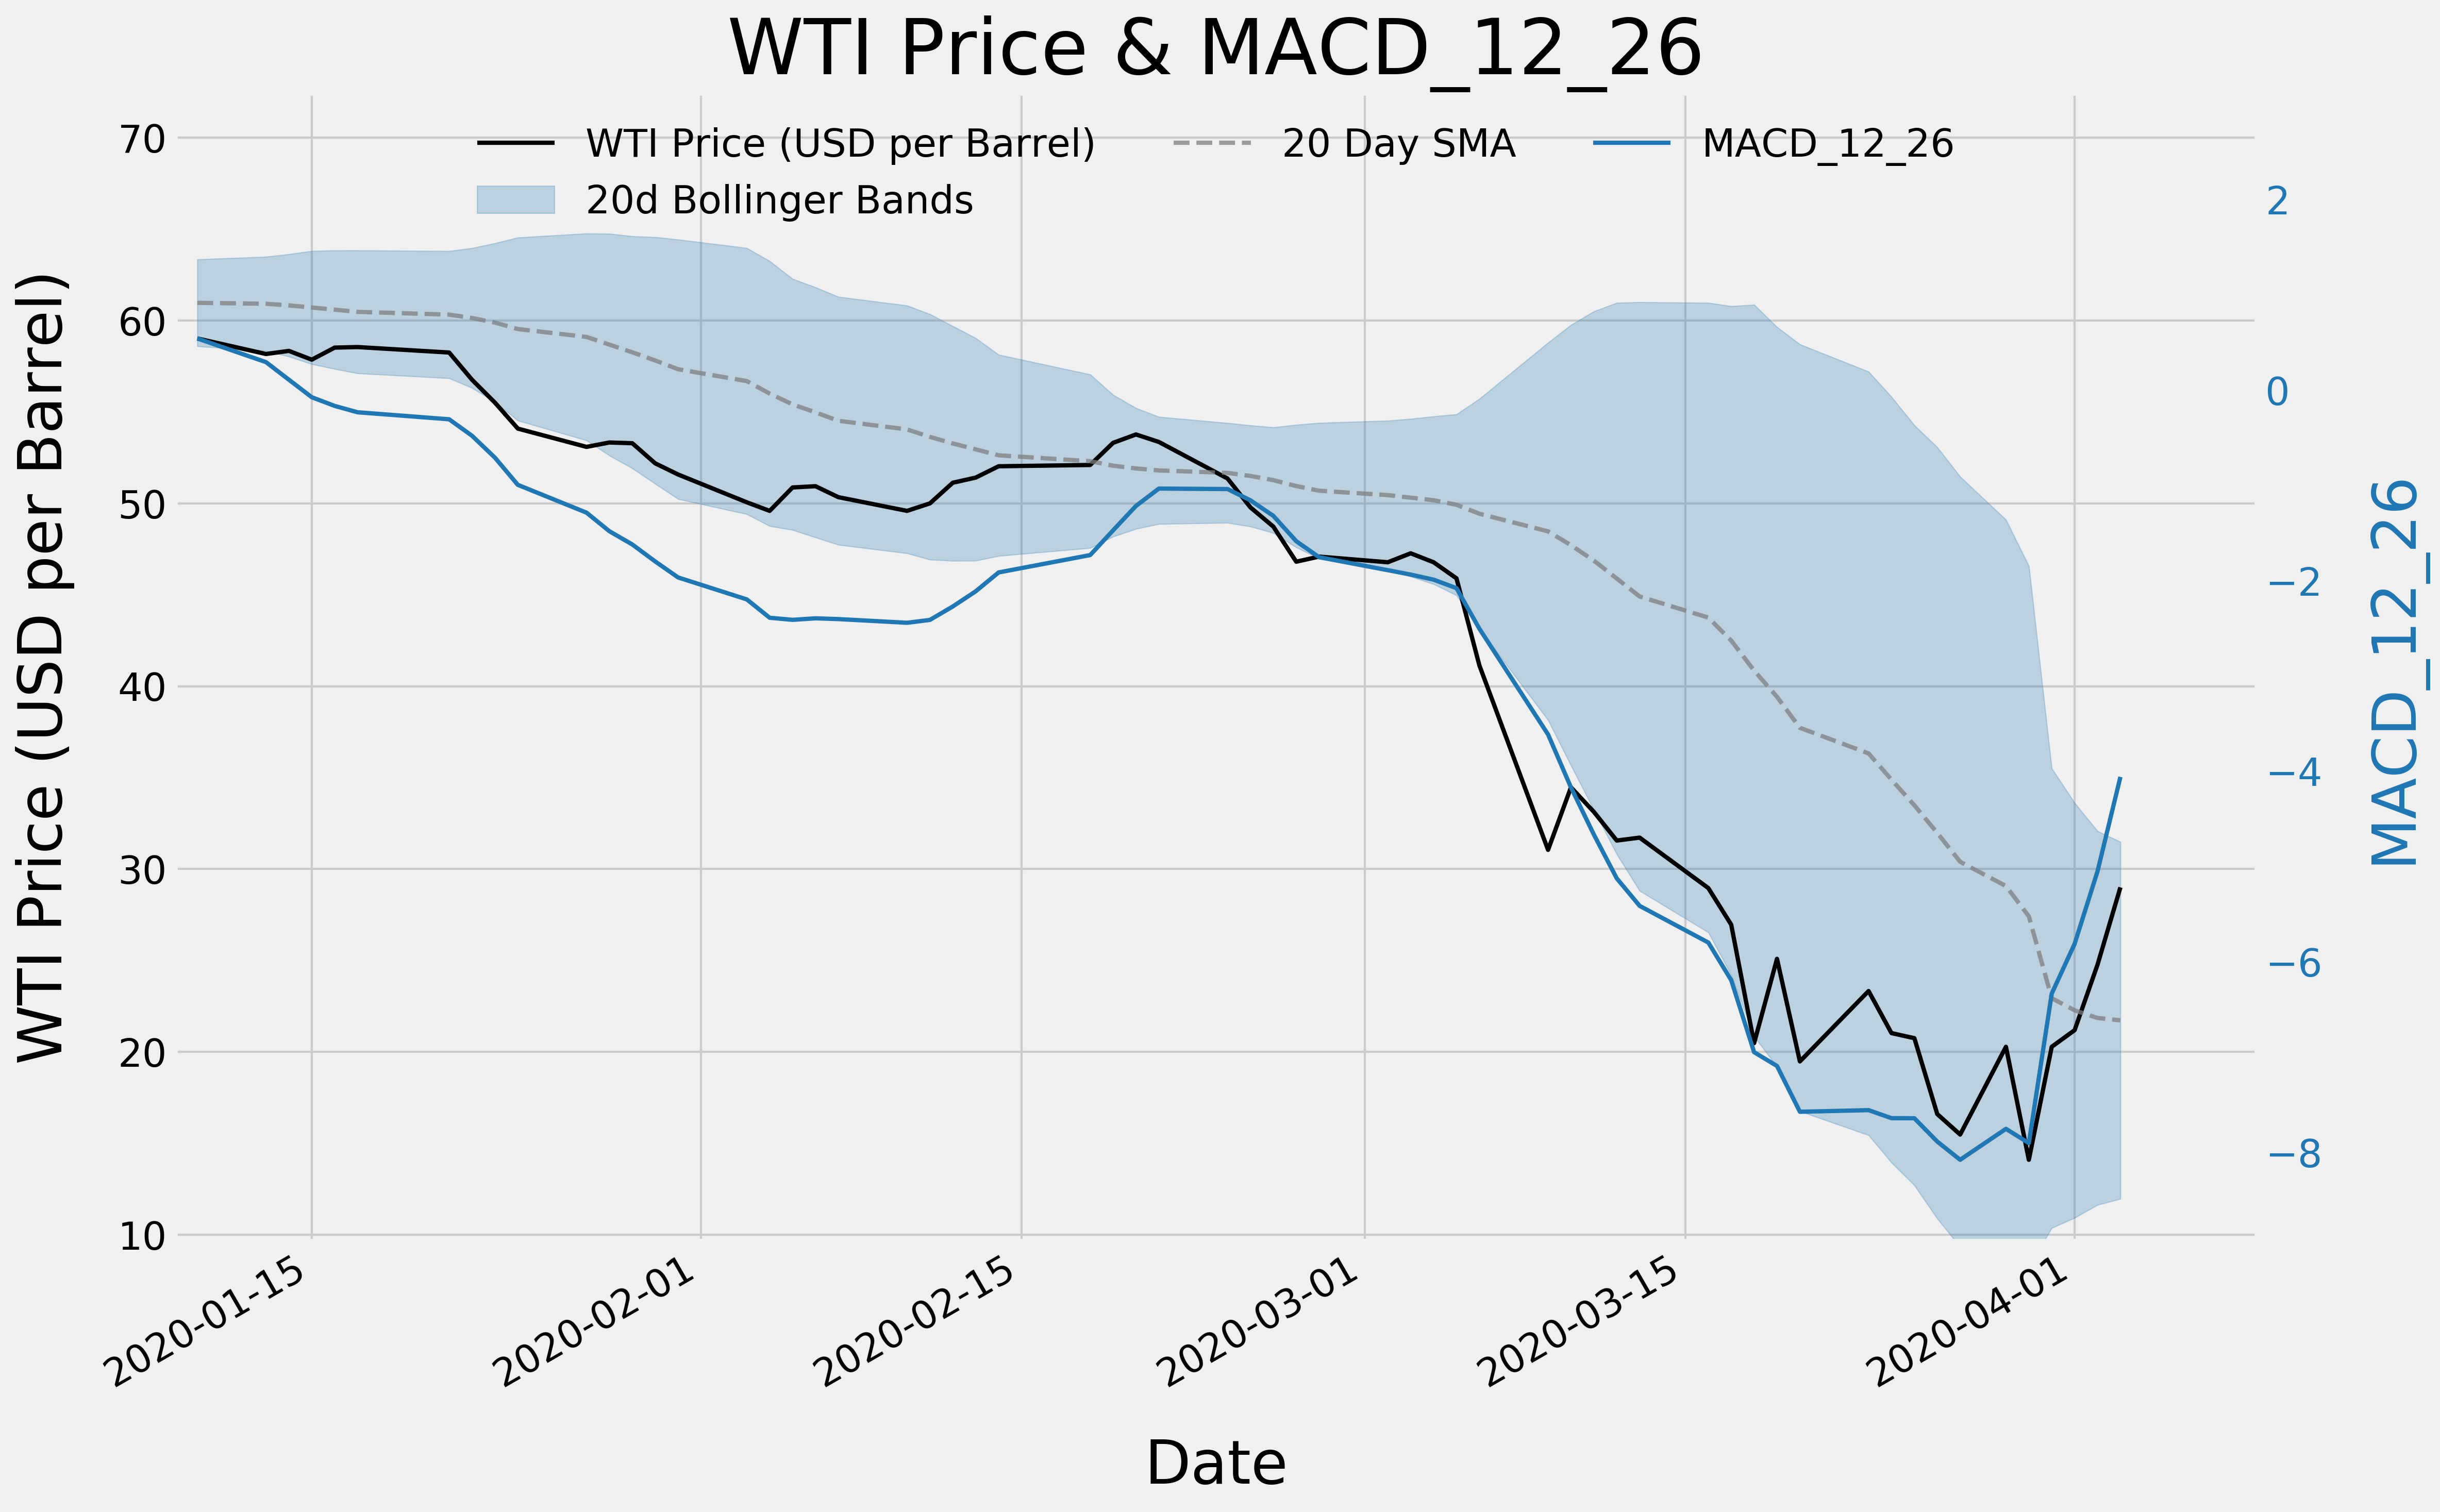 WTI Price & MACD_12_26
WTI Price (USD per Barrel)
20 Day SMA
MACD_12_26
20d Bollinger Bands
70
60
50
40
30
20
10
WTI Price (USD per Barrel)
2
0
−2
−4
−6
−8
MACD_12_26
2020-01-15
2020-02-01
2020-02-15
2020-03-01
2020-03-15
2020-04-01
Date